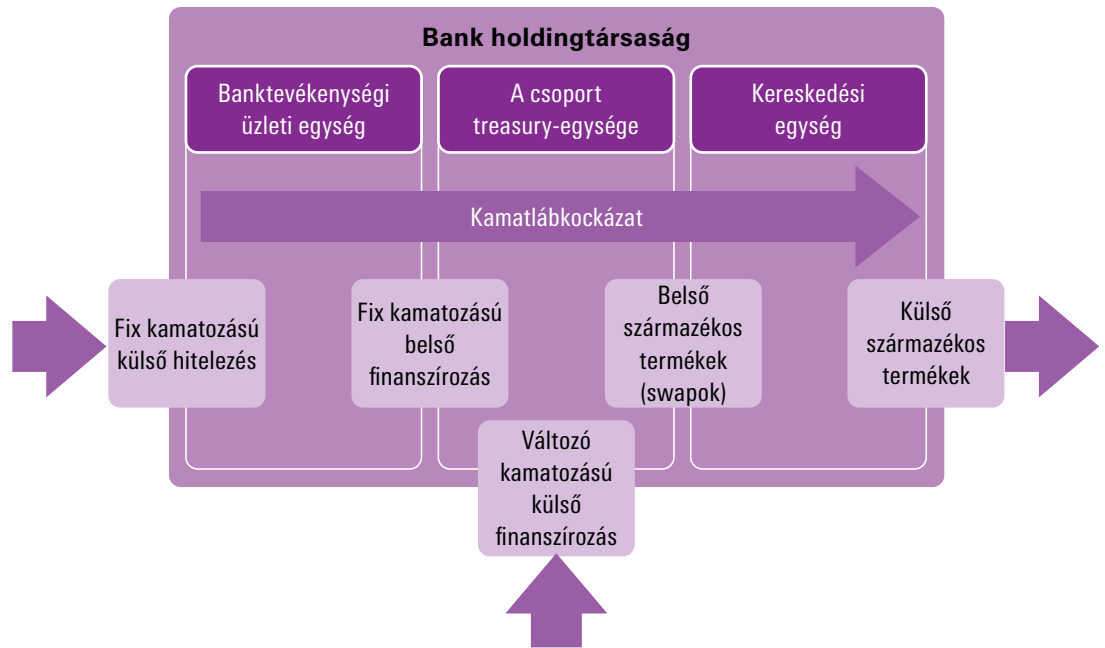 Bank holdingtársaság
Banktevékenységi
üzleti egység
A csoport
treasury-egysége
Kereskedési
egység
Kamatlábkockázat
Fix kamatozású
külső hitelezés
Fix kamatozású
belső
finanszírozás
Belső
származékos
termékek
(swapok)
Külső
származékos
termékek
Változó
kamatozású
külső
finanszírozás